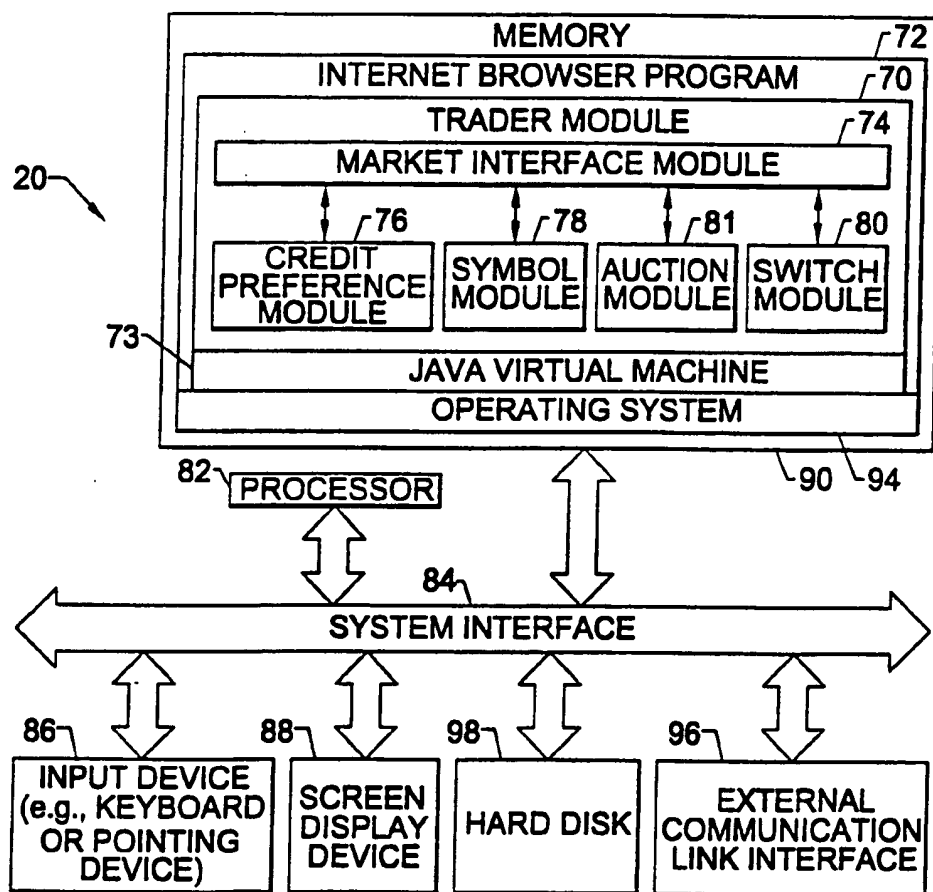 MEMORY
72
INTERNET BROWSER PROGRAM
70
TRADER MODULE
74
MARKET INTERFACE MODULE
20
76
78
81
80
CREDIT
PREFERENCE
MODULE
SYMBOL
MODULE
AUCTION
MODULE
SWITCH
MODULE
73
JAVA VIRTUAL MACHINE
OPERATING SYSTEM
82
PROCESSOR
90
94
84
SYSTEM INTERFACE
86
88
98
96
INPUT DEVICE
(e.g., KEYBOARD
OR POINTING
DEVICE)
SCREEN
DISPLAY
DEVICE
HARD DISK
EXTERNAL
COMMUNICATION
LINK INTERFACE